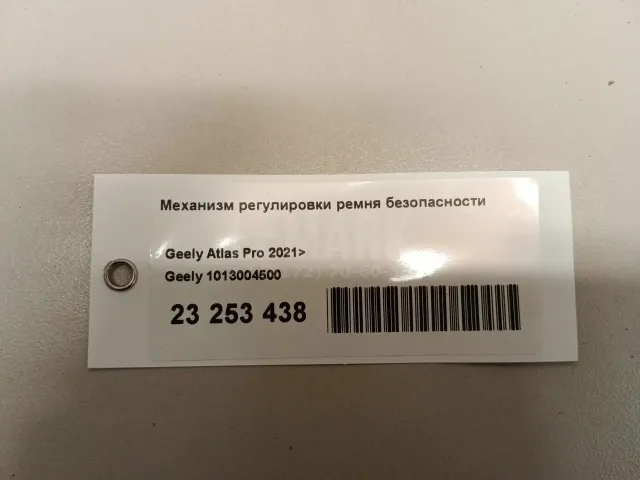 Механизм регулировки ремня безопасности
Geely Atlas Pro 2021>
Geely 1013004500
23 253 438